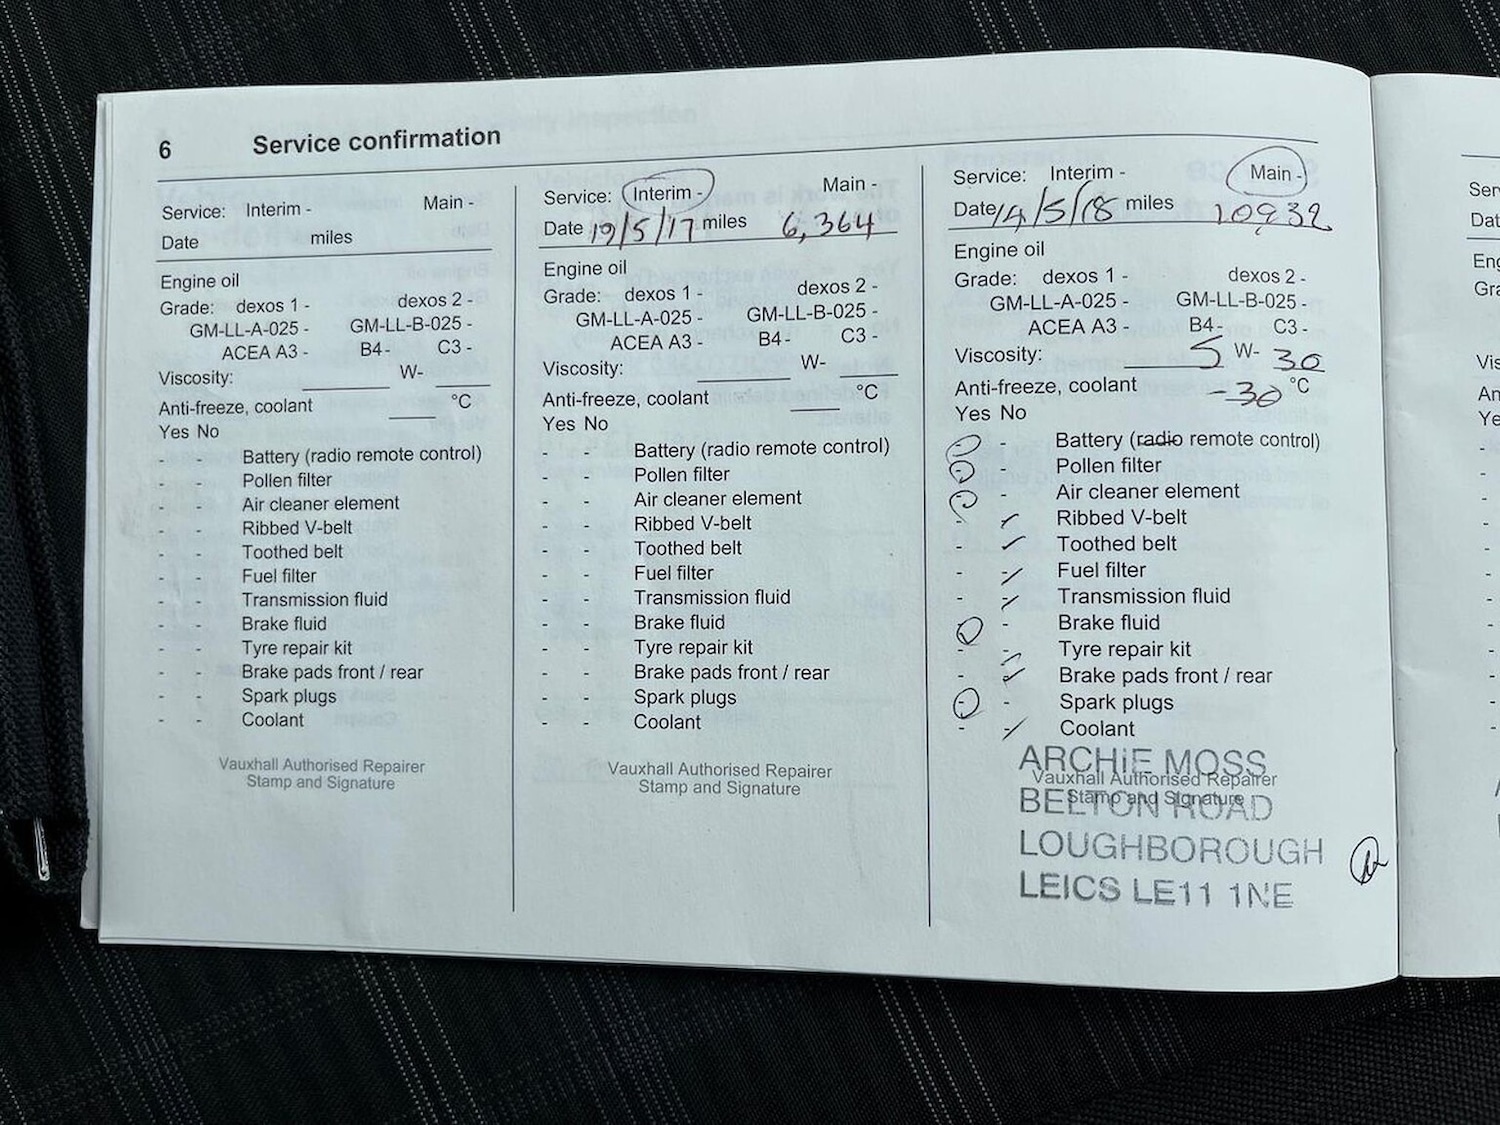 6 Service confirmation
Service: Interim - Main -
Date miles
Engine oil
Grade: dexos 1 - dexos 2 -
GM-LL-A-025 - GM-LL-B-025 -
ACEA A3 - B4- C3 -
Viscosity: W-
Anti-freeze, coolant °C
Yes No
- - Battery (radio remote control)
- - Pollen filter
- - Air cleaner element
- - Ribbed V-belt
- - Toothed belt
- - Fuel filter
- - Transmission fluid
- - Brake fluid
- - Tyre repair kit
- - Brake pads front / rear
- - Spark plugs
- - Coolant
Vauxhall Authorised Repairer
Stamp and Signature
Service: Interim - Main -
Date 19/5/17 miles 6,364
Engine oil
Grade: dexos 1 - dexos 2 -
GM-LL-A-025 - GM-LL-B-025 -
ACEA A3 - B4- C3 -
Viscosity: W-
Anti-freeze, coolant °C
Yes No
- - Battery (radio remote control)
- - Pollen filter
- - Air cleaner element
- - Ribbed V-belt
- - Toothed belt
- - Fuel filter
- - Transmission fluid
- - Brake fluid
- - Tyre repair kit
- - Brake pads front / rear
- - Spark plugs
- - Coolant
Vauxhall Authorised Repairer
Stamp and Signature
Service: Interim - Main -
Date 14/5/18 miles 10932
Engine oil
Grade: dexos 1 - dexos 2 -
GM-LL-A-025 - GM-LL-B-025 -
ACEA A3 - B4- C3 -
Viscosity: 5 W- 30
Anti-freeze, coolant -30 °C
Yes No
- - Battery (radio remote control)
- - Pollen filter
- - Air cleaner element
- - Ribbed V-belt
- - Toothed belt
- - Fuel filter
- - Transmission fluid
- - Brake fluid
- - Tyre repair kit
- - Brake pads front / rear
- - Spark plugs
- - Coolant
ARCHIE MOSS
Vauxhall Authorised Repairer
Stamp and Signature
BELTON ROAD
LOUGHBOROUGH
LEICS LE11 1NE